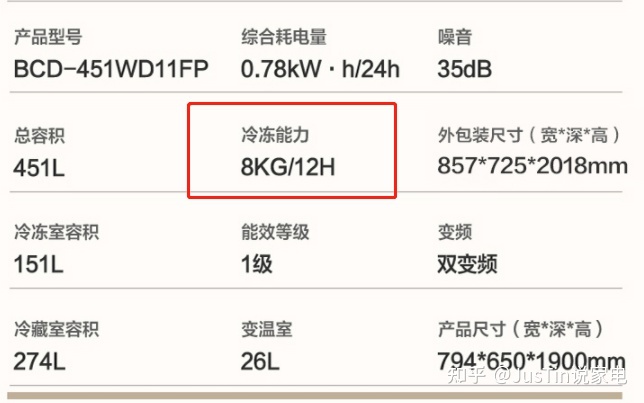 产品型号 综合耗电量 噪音
BCD-451WD11FP 0.78kW·h/24h 35dB
总容积 冷冻能力 外包装尺寸（宽*深*高）
451L 8KG/12H 857*725*2018mm
冷冻室容积 能效等级 变频
151L 1级 双变频
冷藏室容积 变温室 产品尺寸（宽*深*高）
274L 26L 794*650*1900mm
知乎 @JusTin说家电